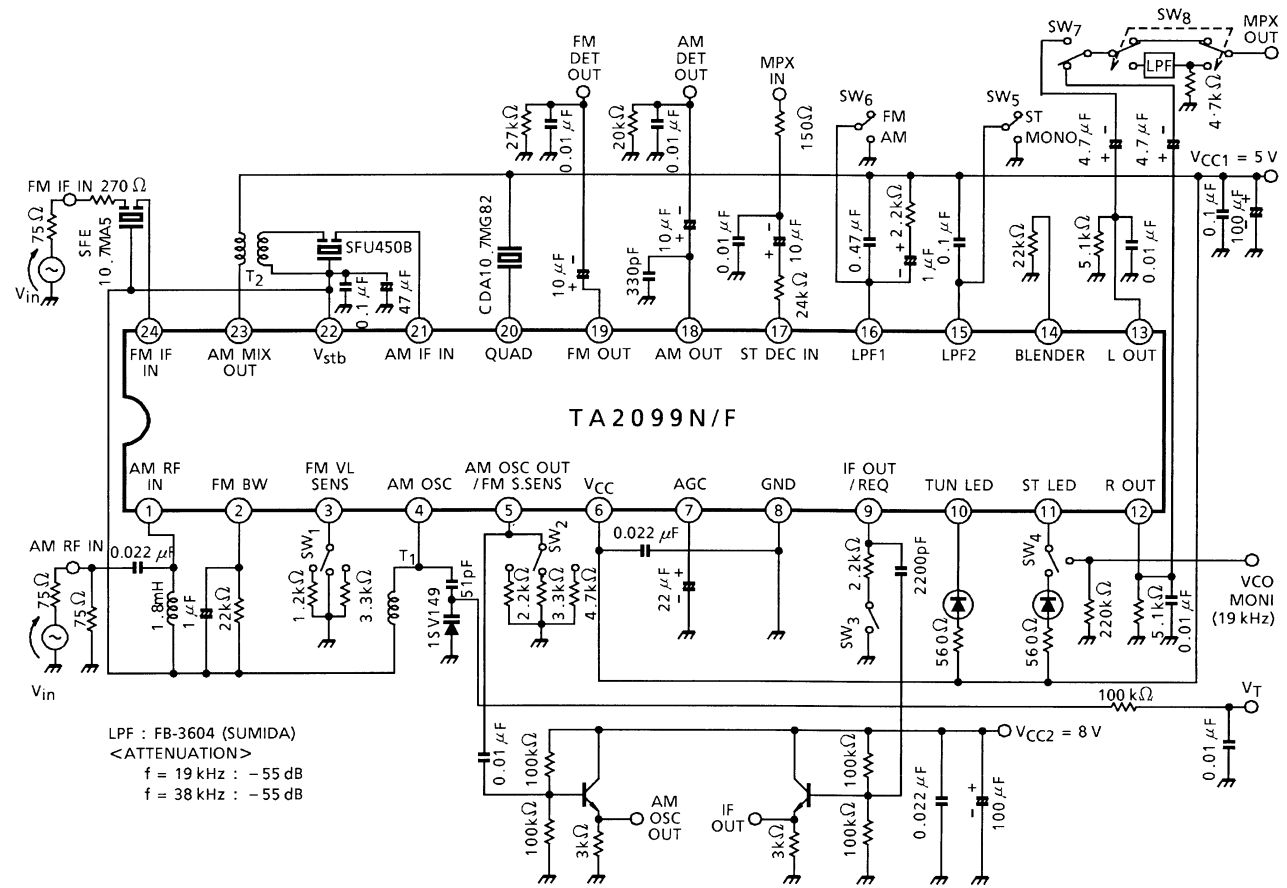 SW7
SW8
MPX
OUT
LPF
4.7kΩ
FM
DET
OUT
AM
DET
OUT
MPX
IN
27kΩ
0.01 μF
20kΩ
0.01 μF
150Ω
SW6
FM
AM
SW5
ST
MONO
4.7 μF
-
+
4.7 μF
-
+
VCC1 = 5 V
FM IF IN 270 Ω
75Ω
SFE
10.7MA5
Vin
T2
SFU450B
0.1 μF
47 μF
CDA10.7MG82
10 μF
-
+
330pF
10 μF
-
+
0.01 μF
-
+
10 μF
24kΩ
0.47 μF
2.2kΩ
+
-
1 μF
0.1 μF
22kΩ
5.1kΩ
0.01 μF
0.1 μF
100 μF
+
-
24
23
22
21
20
19
18
17
16
15
14
13
FM IF
IN
AM MIX
OUT
Vstb
AM IF IN
QUAD
FM OUT
AM OUT
ST DEC IN
LPF1
LPF2
BLENDER
L OUT
TA2099N/F
AM RF
IN
FM BW
FM VL
SENS
AM OSC
AM OSC OUT
/FM S.SENS
VCC
AGC
GND
IF OUT
/REQ
TUN LED
ST LED
R OUT
1
2
3
4
5
6
7
8
9
10
11
12
AM RF IN
0.022 μF
75Ω
75Ω
Vin
1.8mH
1 μF
22kΩ
SW1
1.2kΩ
3.3kΩ
T1
51pF
1SV149
SW2
2.2kΩ
3.3kΩ
4.7kΩ
0.022 μF
22 μF
+
-
2.2kΩ
SW3
2200pF
560Ω
SW4
560Ω
220kΩ
5.1kΩ
0.01 μF
VCO
MONI
(19 kHz)
100 kΩ
VT
0.01 μF
LPF : FB-3604 (SUMIDA)
<ATTENUATION>
f = 19 kHz : -55 dB
f = 38 kHz : -55 dB
0.01 μF
100kΩ
100kΩ
3kΩ
AM
OSC
OUT
IF
OUT
3kΩ
100kΩ
100kΩ
0.022 μF
+
-
100 μF
VCC2 = 8 V